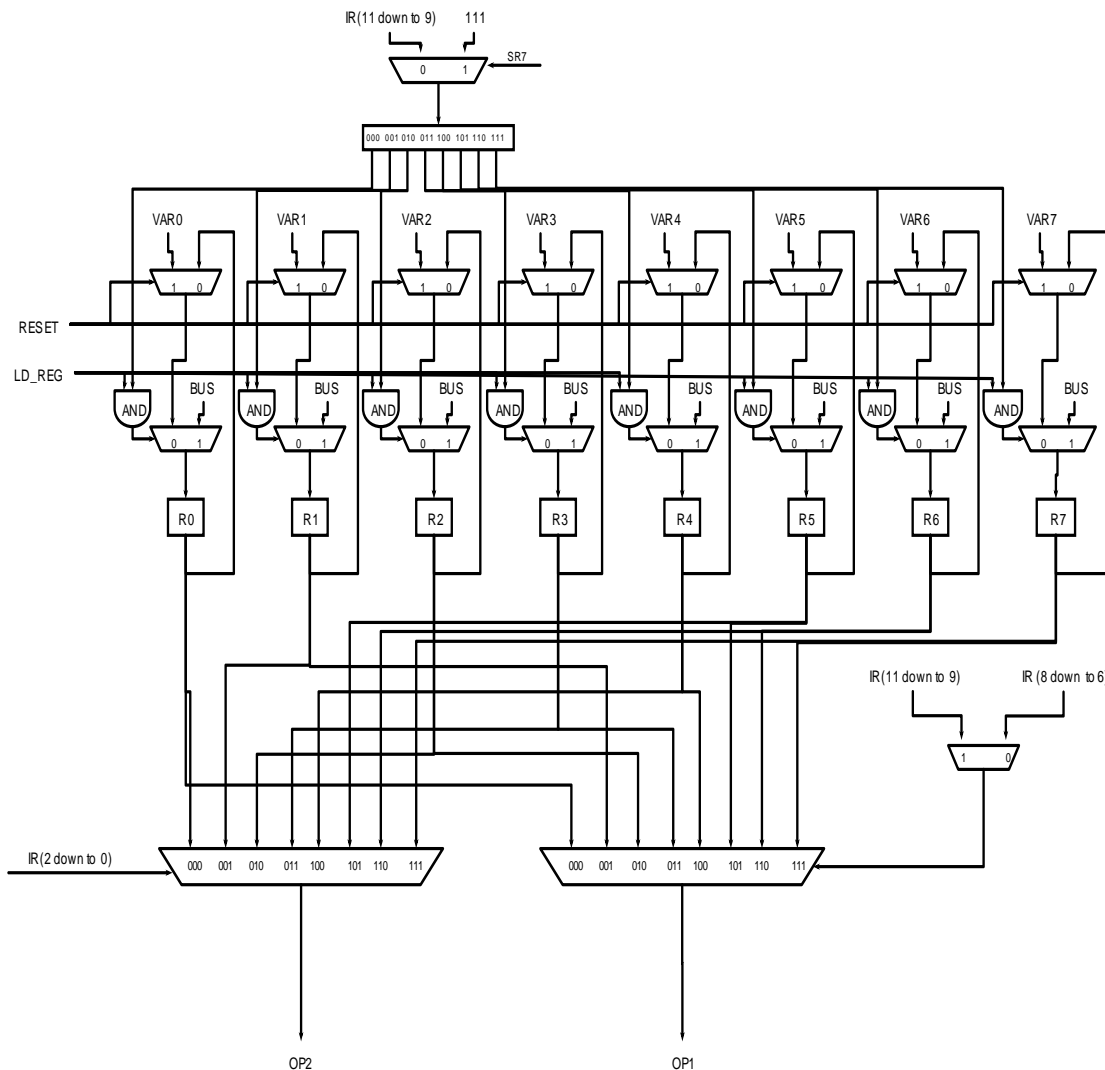 IR(11 down to 9) 111
0 1 SR7
000 001 010 011 100 101 110 111
VAR0 VAR1 VAR2 VAR3 VAR4 VAR5 VAR6 VAR7
1 0 1 0 1 0 1 0 1 0 1 0 1 0 1 0
RESET
LD_REG
BUS BUS BUS BUS BUS BUS BUS BUS
AND AND AND AND AND AND AND AND
0 1 0 1 0 1 0 1 0 1 0 1 0 1 0 1
R0 R1 R2 R3 R4 R5 R6 R7
IR(11 down to 9) IR (8 down to 6
1 0
IR(2 down to 0)
000 001 010 011 100 101 110 111 000 001 010 011 100 101 110 111
OP2 OP1